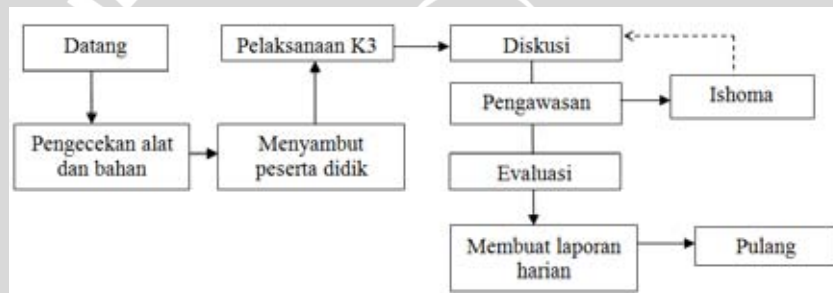 Datang
Pengecekan alat
dan bahan
Menyambut
peserta didik
Pelaksanaan K3
Diskusi
Pengawasan
Ishoma
Evaluasi
Membuat laporan
harian
Pulang